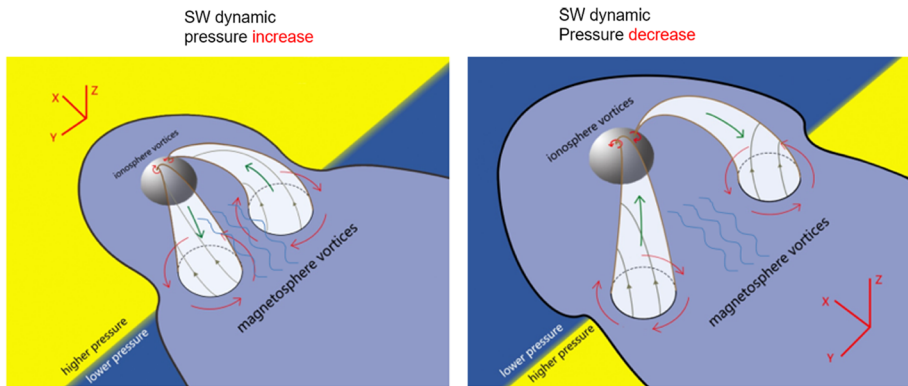 SW dynamic
pressure increase
SW dynamic
Pressure decrease
X
Z
Y
ionosphere vortices
magnetosphere vortices
higher pressure
lower pressure
ionosphere vortices
magnetosphere vortices
X
Z
Y
lower pressure
higher pressure